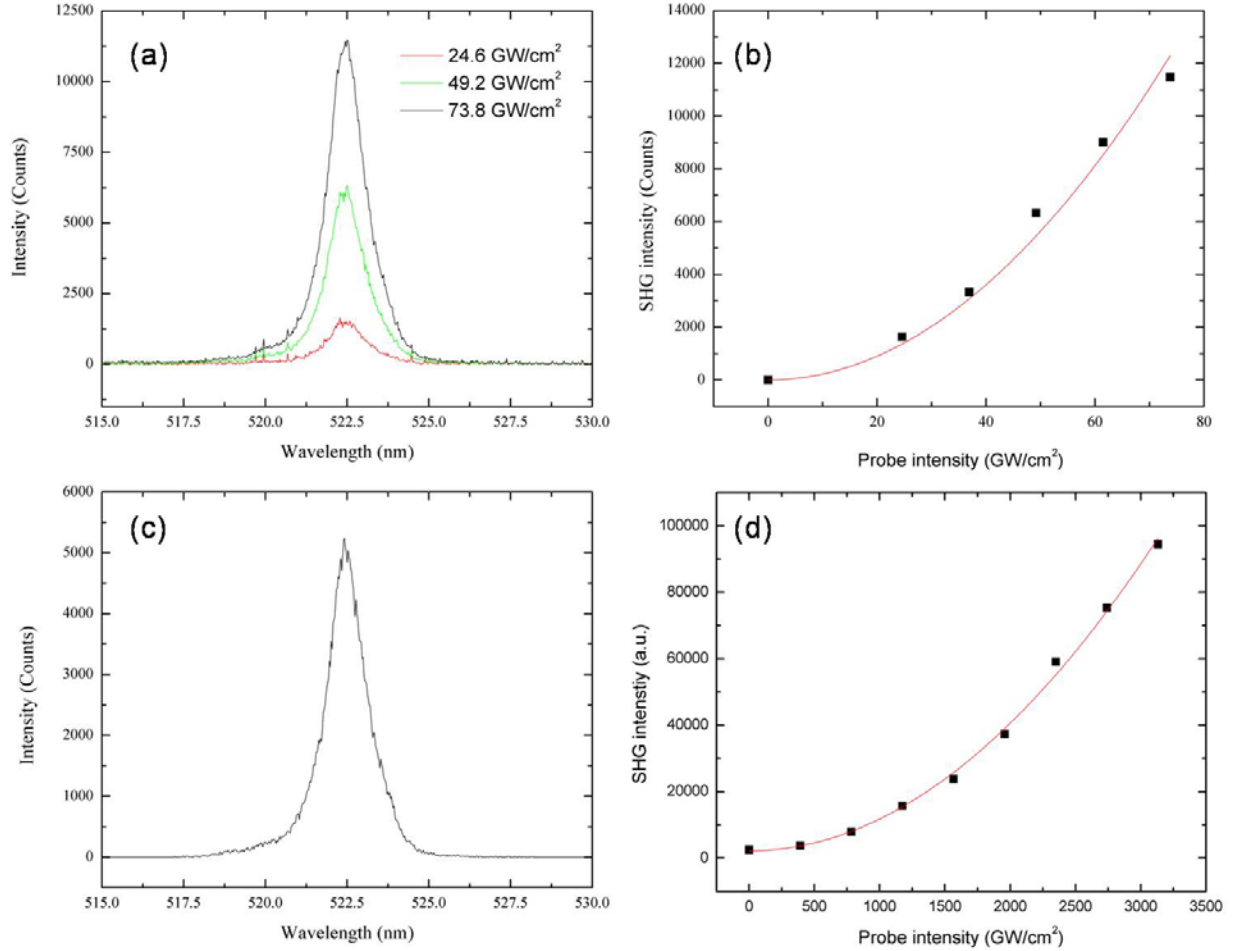 (a)
24.6 GW/cm²
49.2 GW/cm²
73.8 GW/cm²
12500
10000
7500
5000
2500
0
Intensity (Counts)
515.0 517.5 520.0 522.5 525.0 527.5 530.0
Wavelength (nm)
(b)
14000
12000
10000
8000
6000
4000
2000
0
SHG intensity (Counts)
0 20 40 60 80
Probe intensity (GW/cm²)
(c)
6000
5000
4000
3000
2000
1000
0
Intensity (Counts)
515.0 517.5 520.0 522.5 525.0 527.5 530.0
Wavelength (nm)
(d)
100000
80000
60000
40000
20000
0
SHG intenstiy (a.u.)
0 500 1000 1500 2000 2500 3000 3500
Probe intensity (GW/cm²)